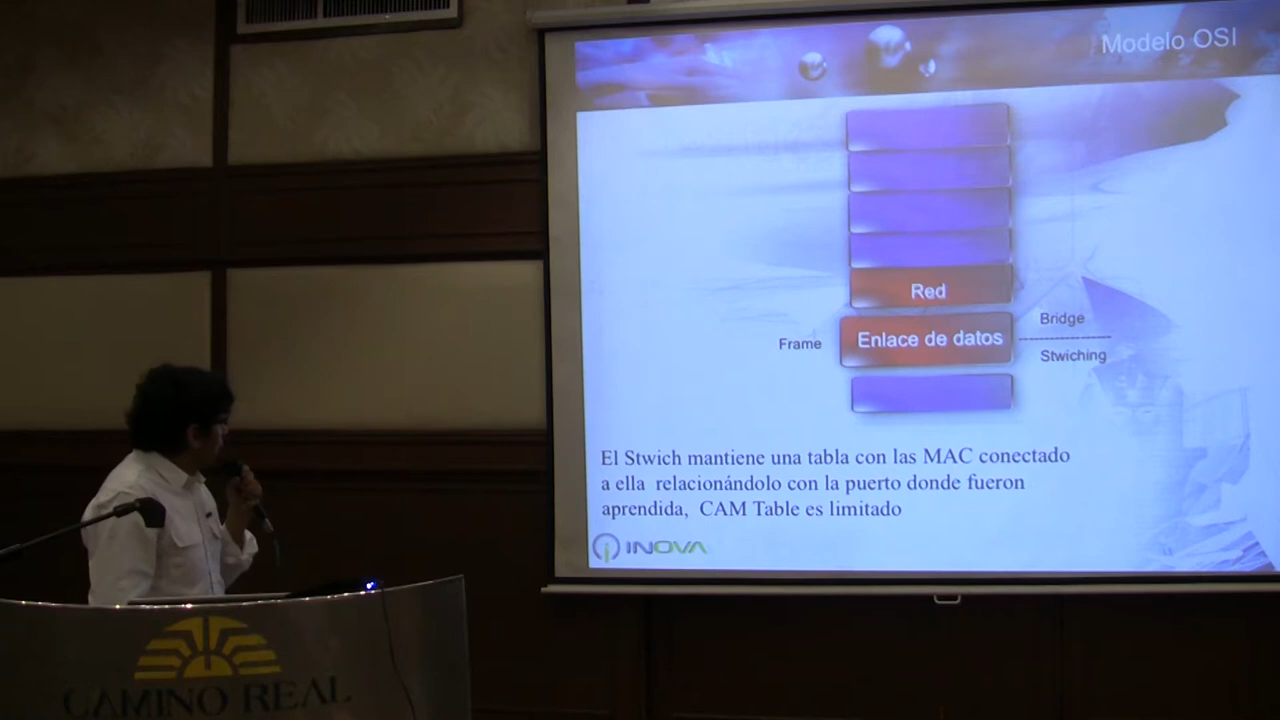 Modelo OSI
Red
Enlace de datos
Frame
Bridge
Stwiching
El Stwich mantiene una tabla con las MAC conectado
a ella relacionándolo con la puerto donde fueron
aprendida, CAM Table es limitado
INOVA
CAMINO REAL